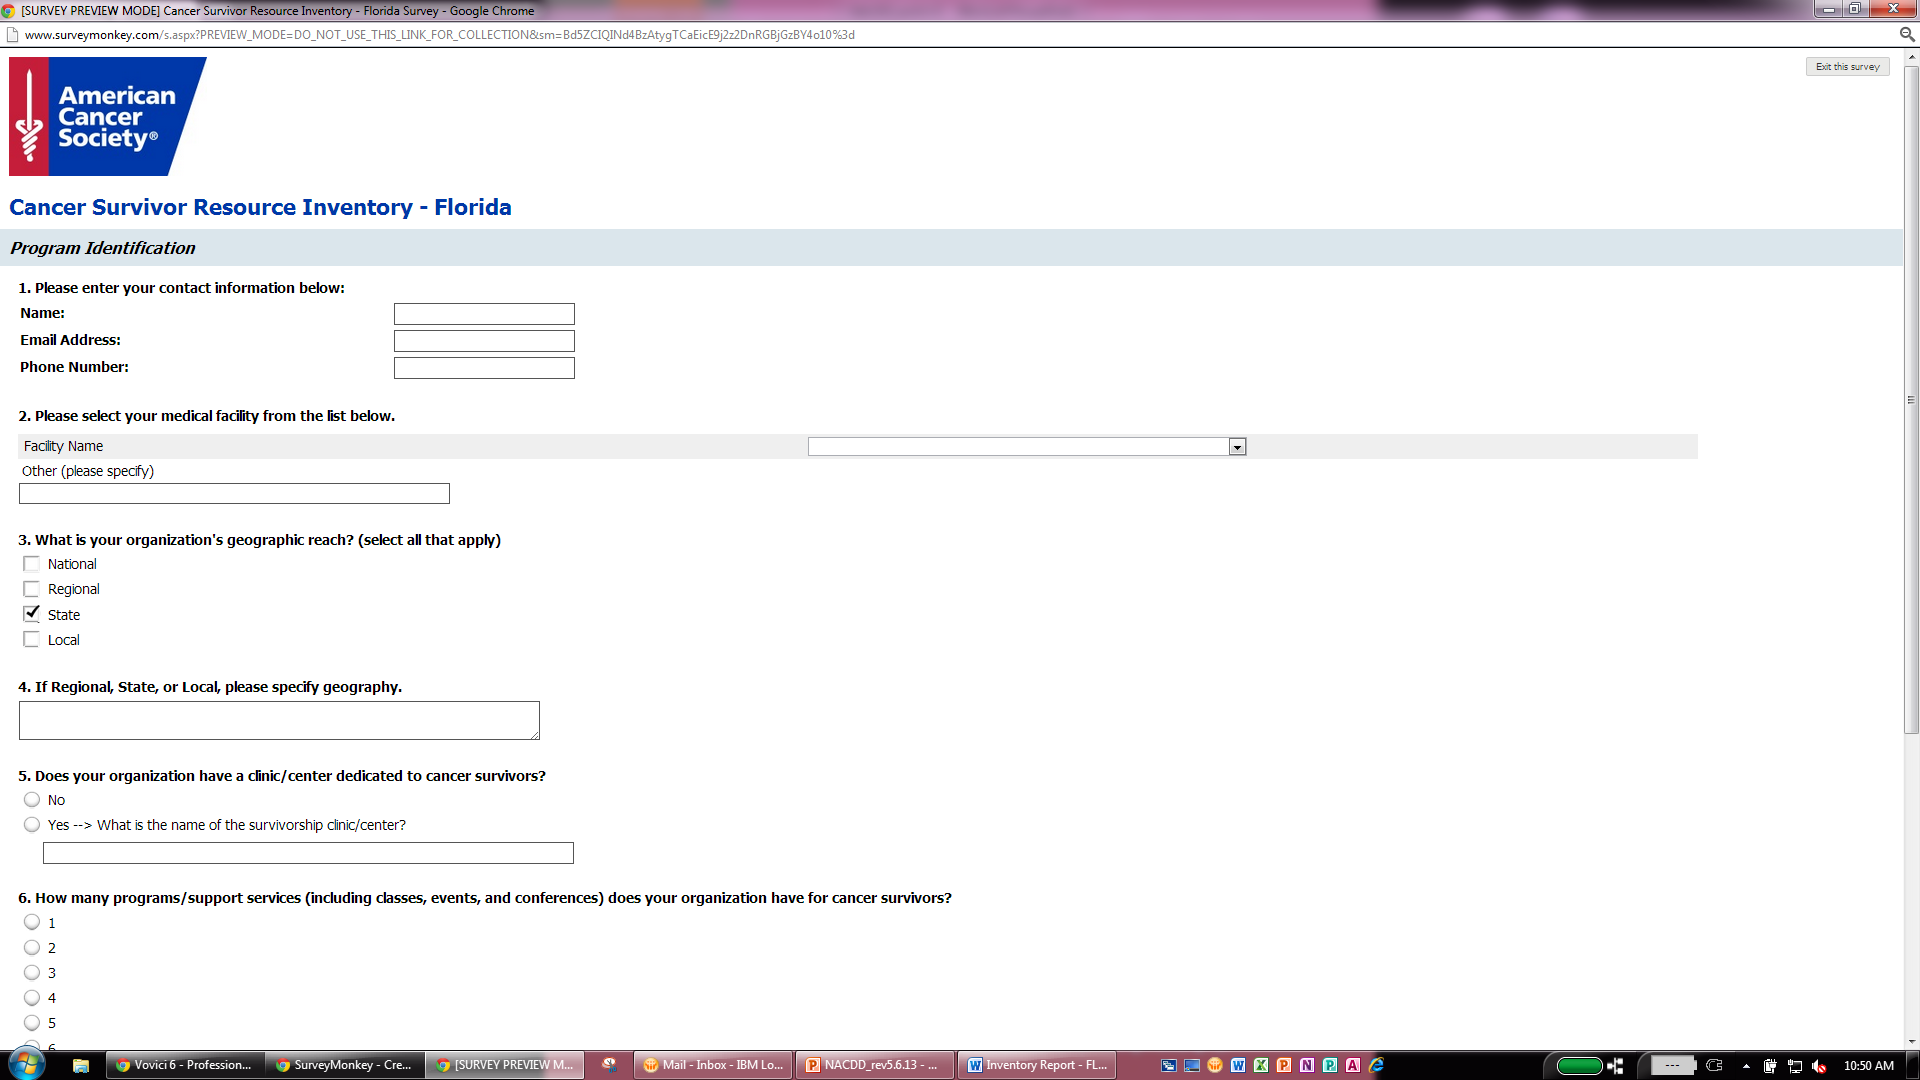 [SURVEY PREVIEW MODE] Cancer Survivor Resource Inventory - Florida Survey - Google Chrome
www.surveymonkey.com/s.aspx?PREVIEW_MODE=DO_NOT_USE_THIS_LINK_FOR_COLLECTION&sm=Bd5ZCIQINd4BzAtygTCaEicE9j2z2DnRGBjGzBY4o10%3d
Exit this survey
American
Cancer
Society®
Cancer Survivor Resource Inventory - Florida
Program Identification
1. Please enter your contact information below:
Name:
Email Address:
Phone Number:
2. Please select your medical facility from the list below.
Facility Name
Other (please specify)
3. What is your organization's geographic reach? (select all that apply)
National
Regional
State
Local
4. If Regional, State, or Local, please specify geography.
5. Does your organization have a clinic/center dedicated to cancer survivors?
No
Yes --> What is the name of the survivorship clinic/center?
6. How many programs/support services (including classes, events, and conferences) does your organization have for cancer survivors?
1
2
3
4
5
6
Vovici 6 - Profession... SurveyMonkey - Cre... [SURVEY PREVIEW M... Mail - Inbox - IBM Lo... NACDD_rev5.6.13 - ... Inventory Report - FL... 10:50 AM